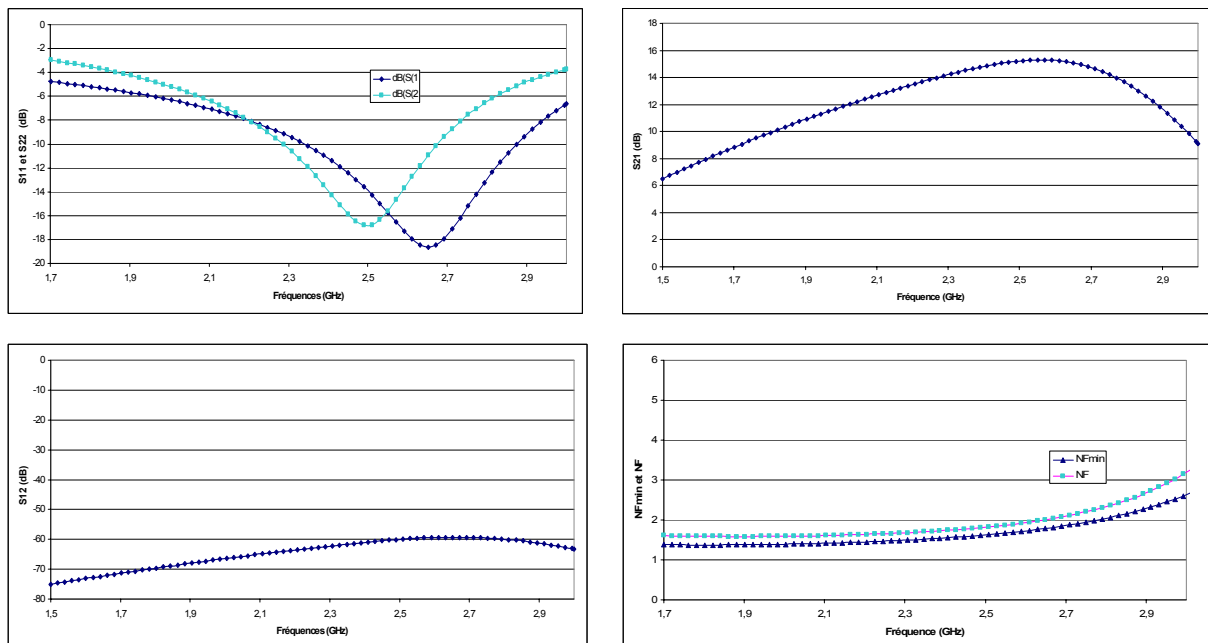 0
-2
-4
-6
-8
-10
-12
-14
-16
-18
-20
S11 et S22 (dB)
dB(S(1
dB(S(2
1,7 1,9 2,1 2,3 2,5 2,7 2,9
Fréquences (GHz)
18
16
14
12
10
8
6
4
2
0
S21 (dB)
1,5 1,7 1,9 2,1 2,3 2,5 2,7 2,9
Fréquence (GHz)
0
-10
-20
-30
-40
-50
-60
-70
-80
S12 (dB)
1,5 1,7 1,9 2,1 2,3 2,5 2,7 2,9
Fréquences (GHz)
6
5
4
3
2
1
0
NFmin et NF
NFmin
NF
1,7 1,9 2,1 2,3 2,5 2,7 2,9
Fréquence (GHz)